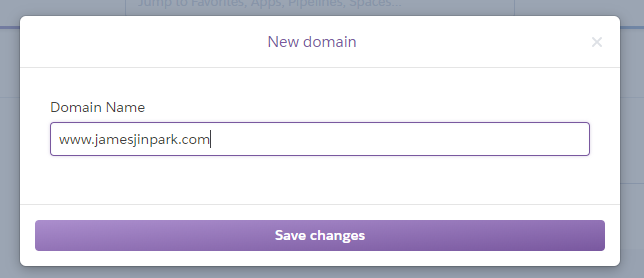 Jump to Favorites, Apps, Pipelines, Spaces...
New domain
Domain Name
www.jamesjinpark.com
Save changes